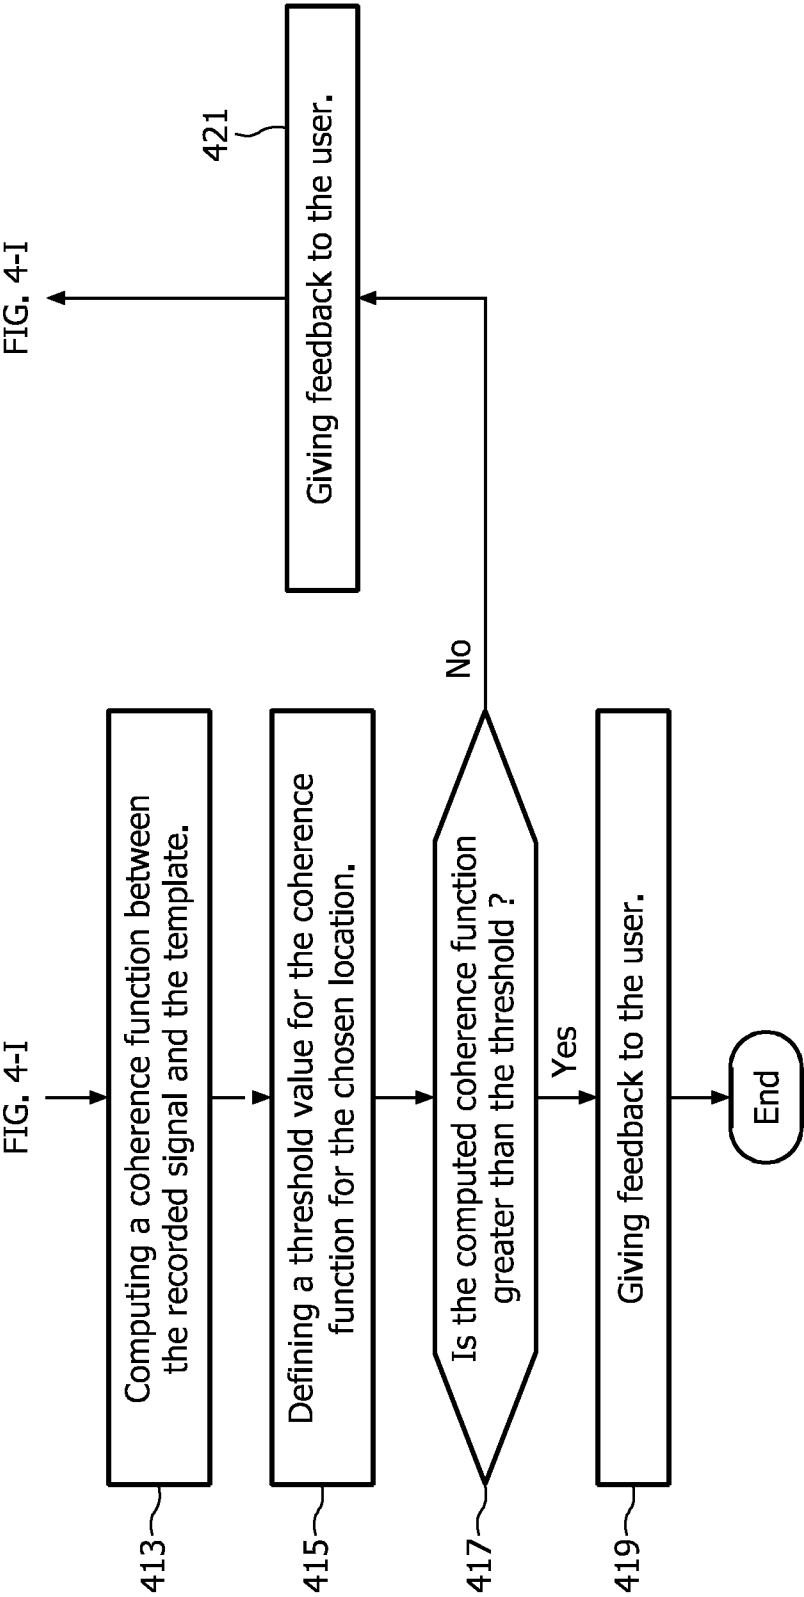 FIG. 4-I
FIG. 4-I
413
Computing a coherence function between
the recorded signal and the template.
415
Defining a threshold value for the coherence
function for the chosen location.
421
Giving feedback to the user.
417
Is the computed coherence function
greater than the threshold ?
No
Yes
419
Giving feedback to the user.
End